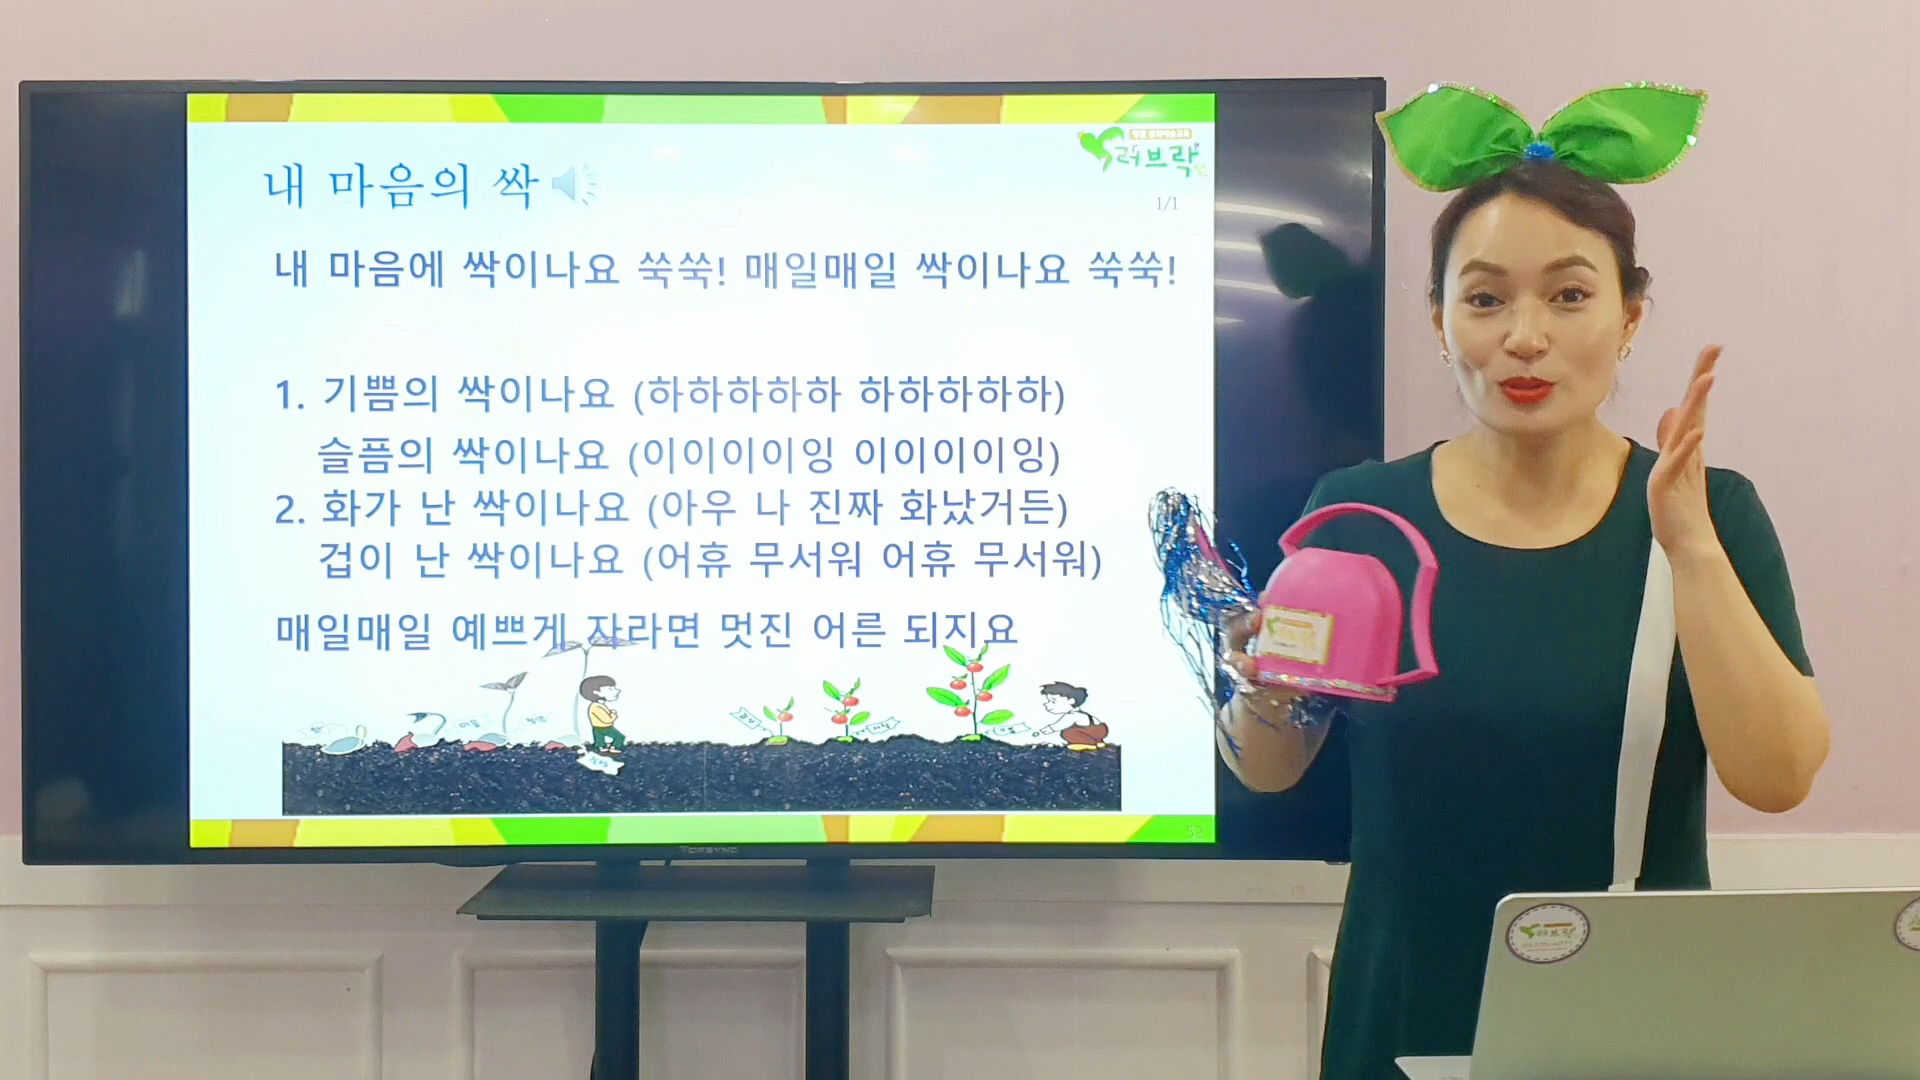 내 마음의 싹
러브락
1/1
내 마음에 싹이나요 쑥쑥! 매일매일 싹이나요 쑥쑥!
1. 기쁨의 싹이나요 (하하하하하 하하하하하)
슬픔의 싹이나요 (이이이이잉 이이이이잉)
2. 화가 난 싹이나요 (아우 나 진짜 화났거든)
겁이 난 싹이나요 (어휴 무서워 어휴 무서워)
매일매일 예쁘게 자라면 멋진 어른 되지요
52
TOPSYNC
러브락